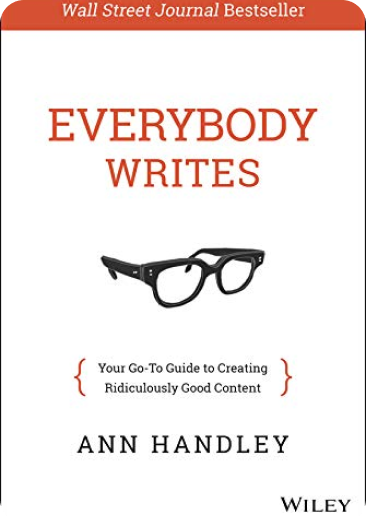 Wall Street Journal Bestseller
EVERYBODY
WRITES
Your Go-To Guide to Creating
Ridiculously Good Content
ANN HANDLEY
WILEY